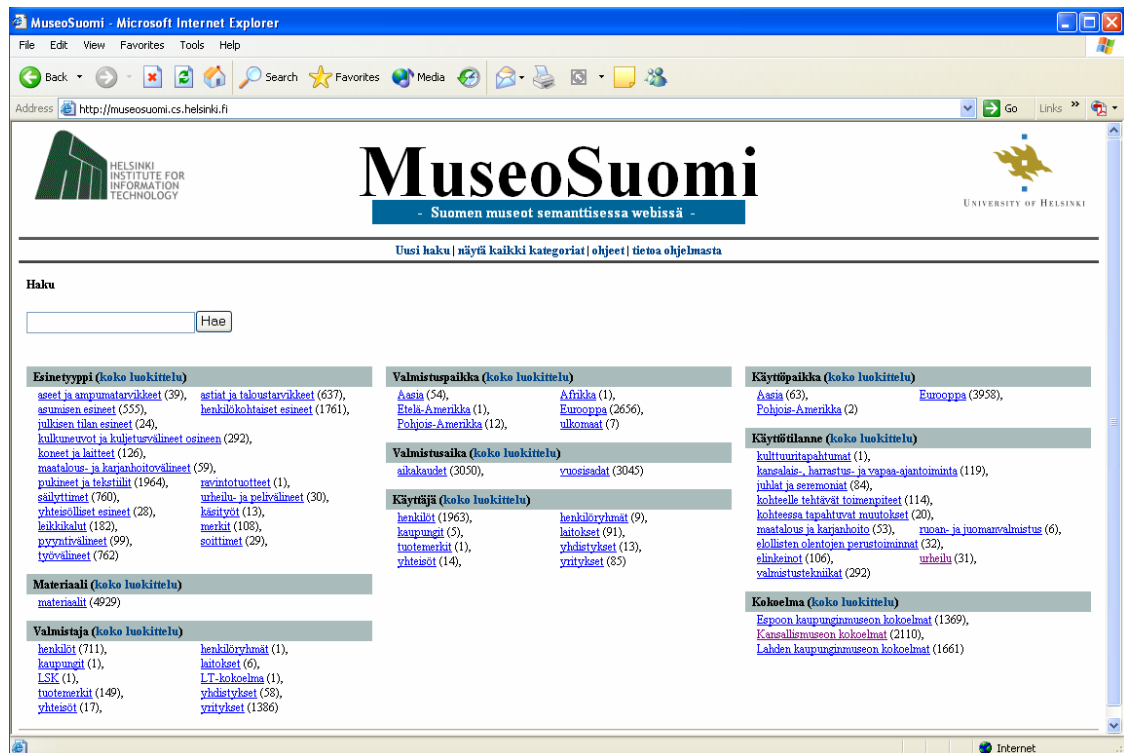 MuseoSuomi - Microsoft Internet Explorer
File Edit View Favorites Tools Help
Back Search Favorites Media
Address http://museosuomi.cs.helsinki.fi Go Links »
HELSINKI
INSTITUTE FOR
INFORMATION
TECHNOLOGY
MuseoSuomi
- Suomen museot semanttisessa webissä -
UNIVERSITY OF HELSINKI
Uusi haku | näytä kaikki kategoriat | ohjeet | tietoa ohjelmasta
Haku
Hae
Esinetyyppi (koko luokittelu)
aseet ja ampumatarvikkeet (39), astiat ja taloustarvikkeet (637),
asumisen esineet (555), henkilökohtaiset esineet (1761),
julkisen tilan esineet (24),
kulkuneuvot ja kuljetusvälineet osineen (292),
koneet ja laitteet (126),
maatalous- ja karjanhoitovälineet (59),
pukineet ja tekstiilit (1964), ravintotuotteet (1),
säilyttimet (760), urheilu- ja pelivälineet (30),
yhteisölliset esineet (28), käsityöt (13),
leikkikalut (182), merkit (108),
pyyntivälineet (99), soittimet (29),
työvälineet (762)
Materiaali (koko luokittelu)
materiaalit (4929)
Valmistaja (koko luokittelu)
henkilöt (711), henkilöryhmät (1),
kaupungit (1), laitokset (6),
LSK (1), LT-kokoelma (1),
tuotemerkit (149), yhdistykset (58),
yhteisöt (17), yritykset (1386)
Valmistuspaikka (koko luokittelu)
Aasia (54), Afrikka (1),
Etelä-Amerikka (1), Eurooppa (2656),
Pohjois-Amerikka (12), ulkomaat (7)
Valmistusaika (koko luokittelu)
aikakaudet (3050), vuosisadat (3045)
Käyttäjä (koko luokittelu)
henkilöt (1963), henkilöryhmät (9),
kaupungit (5), laitokset (91),
tuotemerkit (1), yhdistykset (13),
yhteisöt (14), yritykset (85)
Käyttöpaikka (koko luokittelu)
Aasia (63), Eurooppa (3958),
Pohjois-Amerikka (2)
Käyttötilanne (koko luokittelu)
kulttuuritapahtumat (1),
kansalais-, harrastus- ja vapaa-ajantoiminta (119),
juhlat ja seremoniat (84),
kohteelle tehtävät toimenpiteet (114),
kohteessa tapahtuvat muutokset (20),
maatalous ja karjanhoito (53), ruoan- ja juomanvalmistus (6),
elollisten olentojen perustoiminnat (32),
elinkeinot (106), urheilu (31),
valmistustekniikat (292)
Kokoelma (koko luokittelu)
Espoon kaupunginmuseon kokoelmat (1369),
Kansallismuseon kokoelmat (2110),
Lahden kaupunginmuseon kokoelmat (1661)
Internet